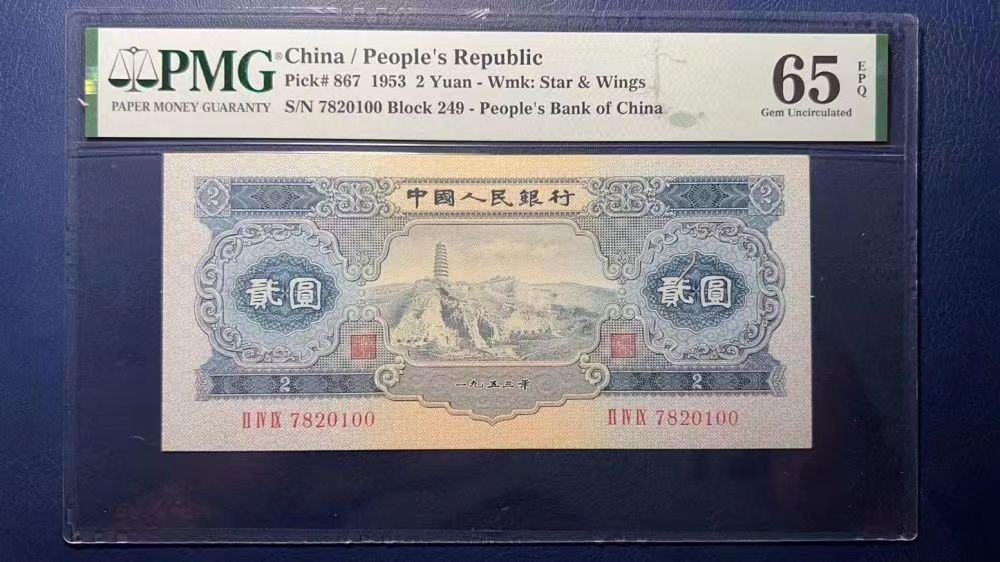 PMG®
PAPER MONEY GUARANTY
China / People's Republic
Pick# 867 1953 2 Yuan - Wmk: Star & Wings
S/N 7820100 Block 249 - People's Bank of China
65 EPQ
Gem Uncirculated
中國人民銀行
2 2
貳圓 貳圓
一九五三年
2 2
II IV IX 7820100 II IV IX 7820100